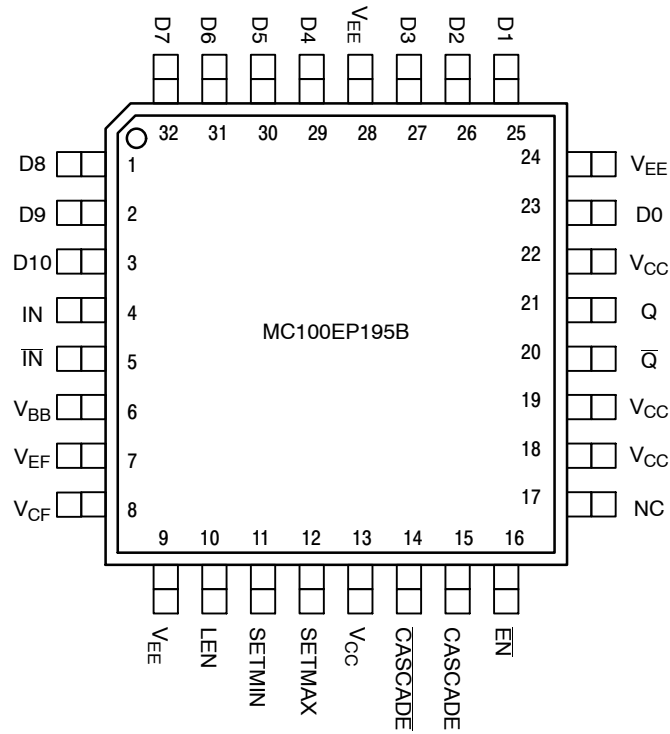 D7 D6 D5 D4 VEE D3 D2 D1
32 31 30 29 28 27 26 25
D8 1 24 VEE
D9 2 23 D0
D10 3 22 VCC
IN 4 21 Q
MC100EP195B
I̅N̅ 5 20 Q̅
VBB 6 19 VCC
VEF 7 18 VCC
VCF 8 17 NC
9 10 11 12 13 14 15 16
VEE LEN SETMIN SETMAX VCC C̅A̅S̅C̅A̅D̅E̅ CASCADE E̅N̅